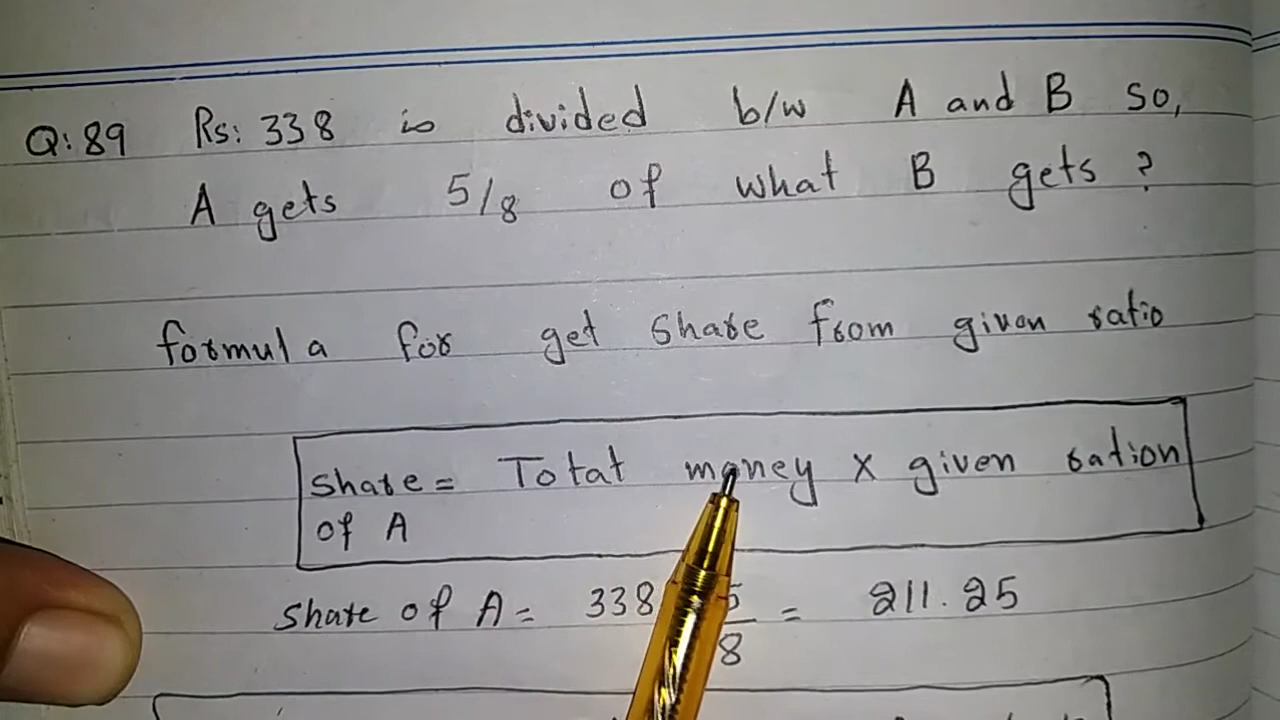 Q:89 Rs: 338 is divided b/w A and B so,
A gets 5/8 of what B gets ?
formula for get share from given ratio
Share = Total money x given ration
of A
Share of A = 338 5/8 = 211.25